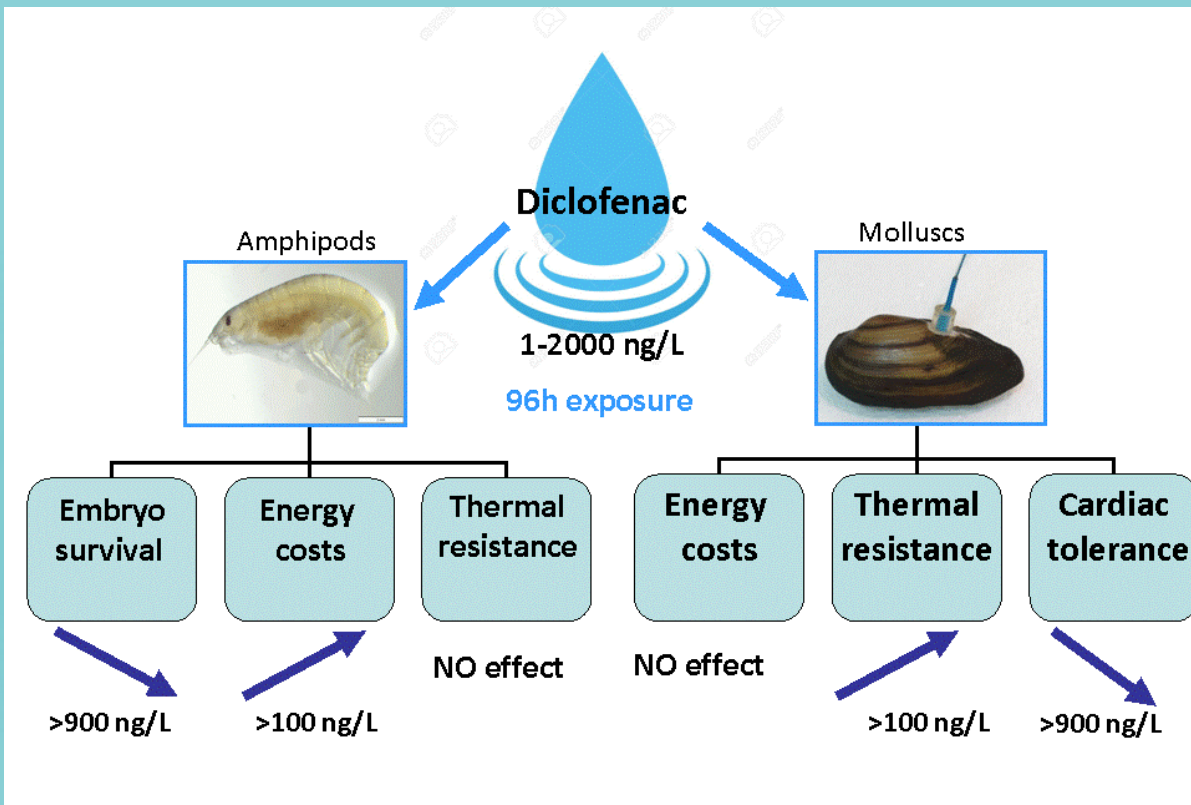 Diclofenac
Amphipods
Molluscs
1-2000 ng/L
96h exposure
Embryo
survival
Energy
costs
Thermal
resistance
Energy
costs
Thermal
resistance
Cardiac
tolerance
NO effect
NO effect
>900 ng/L
>100 ng/L
>100 ng/L
>900 ng/L